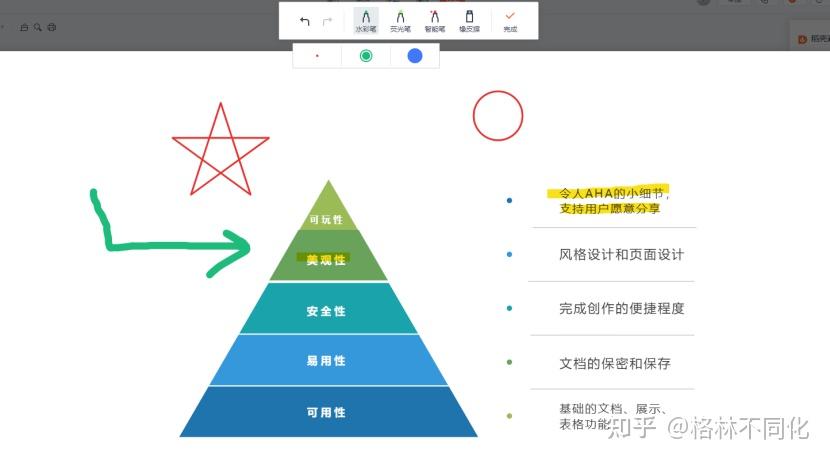 水彩笔 荧光笔 智能笔 橡皮擦 完成
可玩性
美观性
安全性
易用性
可用性
令人AHA的小细节，
支持用户愿意分享
风格设计和页面设计
完成创作的便捷程度
文档的保密和保存
基础的文档、展示、
表格功能
知乎 @格林不同化